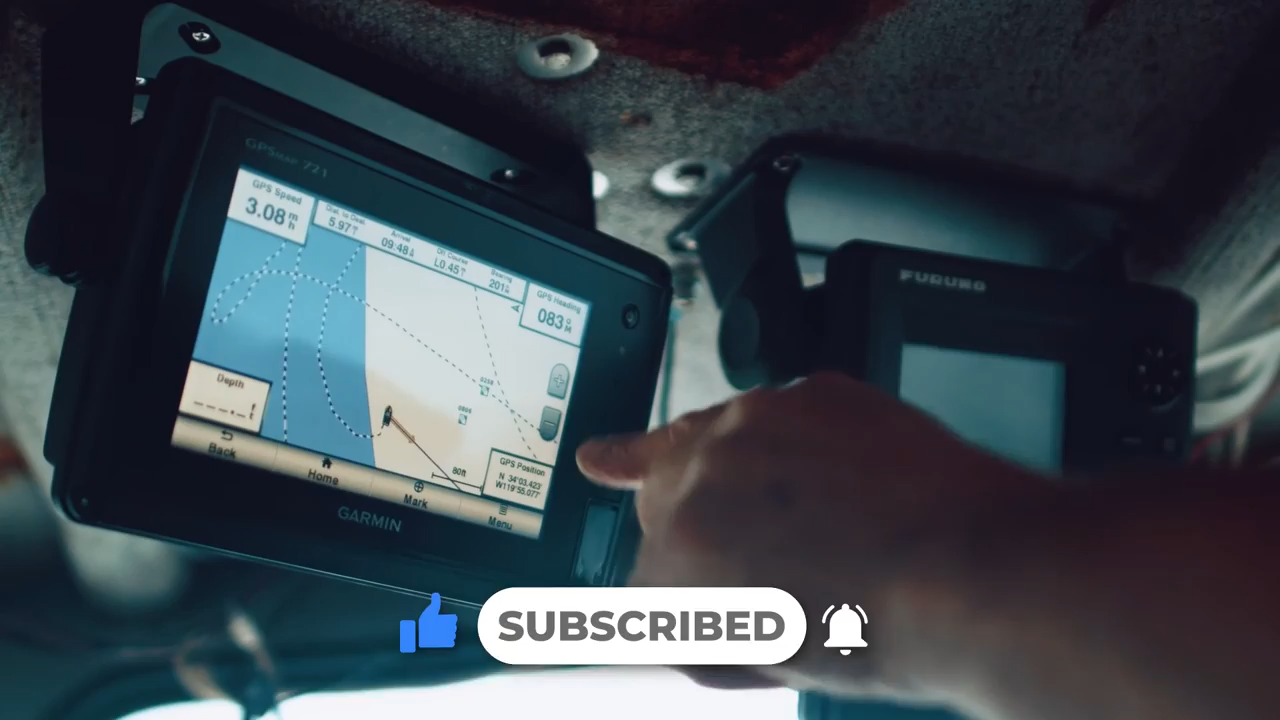 GPSMAP 721
GPS Speed
3.08 m/h
Dist. to Dest.
5.97
Arrival
09:48
Off Course
L0.45
Bearing
201
GPS Heading
083
Depth
80ft
GPS Position
N 34°03.423'
W119°55.077'
Back
Home
Mark
Menu
GARMIN
FURUNO
SUBSCRIBED